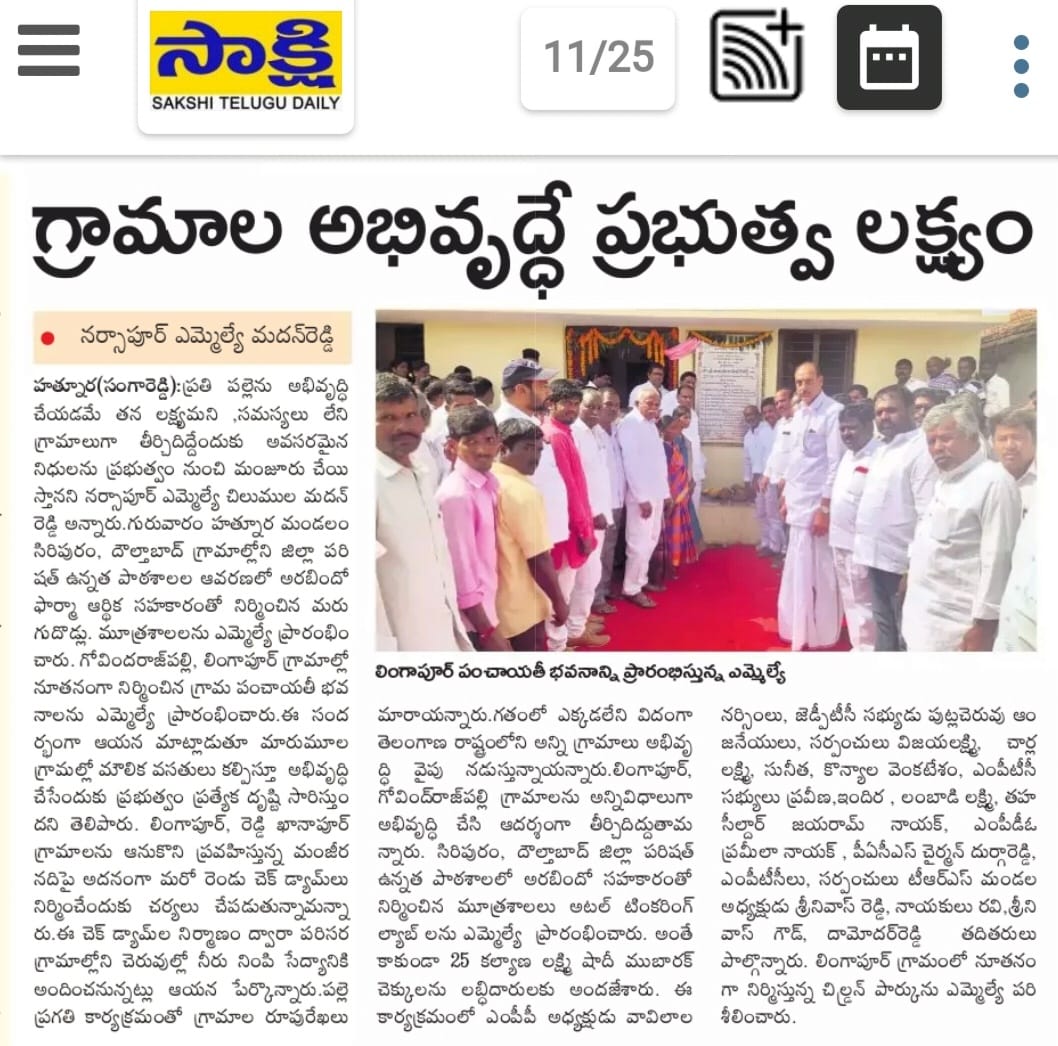 సాక్షి
SAKSHI TELUGU DAILY
11/25
గ్రామాల అభివృద్ధే ప్రభుత్వ లక్ష్యం
• నర్సాపూర్ ఎమ్మెల్యే మదన్‌రెడ్డి
హత్నూర(సంగారెడ్డి):ప్రతి పల్లెను అభివృద్ధి
చేయడమే తన లక్ష్యమని ,సమస్యలు లేని
గ్రామాలుగా తీర్చిదిద్దేందుకు అవసరమైన
నిధులను ప్రభుత్వం నుంచి మంజూరు చేయి
స్తానని నర్సాపూర్ ఎమ్మెల్యే చిలుముల మదన్
రెడ్డి అన్నారు.గురువారం హత్నూర మండలం
సిరిపురం, దౌల్తాబాద్ గ్రామాల్లోని జిల్లా పరి
షత్ ఉన్నత పాఠశాలల ఆవరణలో అరబిందో
ఫార్మా ఆర్థిక సహకారంతో నిర్మించిన మరు
గుదొడ్లు. మూత్రశాలలను ఎమ్మెల్యే ప్రారంభిం
చారు. గోవిందరాజ్‌పల్లి, లింగాపూర్ గ్రామాల్లో
నూతనంగా నిర్మించిన గ్రామ పంచాయతీ భవ
నాలను ఎమ్మెల్యే ప్రారంభించారు.ఈ సంద
ర్భంగా ఆయన మాట్లాడుతూ మారుమూల
గ్రామల్లో మౌలిక వసతులు కల్పిస్తూ అభివృద్ధి
చేసేందుకు ప్రభుత్వం ప్రత్యేక దృష్టి సారిస్తుం
దని తెలిపారు. లింగాపూర్, రెడ్డి ఖానాపూర్
గ్రామాలను ఆనుకొని ప్రవహిస్తున్న మంజీర
నదిపై అదనంగా మరో రెండు చెక్ డ్యామ్‌లు
నిర్మించేందుకు చర్యలు చేపడుతున్నామన్నా
రు.ఈ చెక్ డ్యామ్‌ల నిర్మాణం ద్వారా పరిసర
గ్రామాల్లోని చెరువుల్లో నీరు నింపి సేద్యానికి
అందించనున్నట్లు ఆయన పేర్కొన్నారు.పల్లె
ప్రగతి కార్యక్రమంతో గ్రామాల రూపురేఖలు
లింగాపూర్ పంచాయతీ భవనాన్ని ప్రారంభిస్తున్న ఎమ్మెల్యే
మారాయన్నారు.గతంలో ఎక్కడలేని విదంగా
తెలంగాణ రాష్ట్రంలోని అన్ని గ్రామాలు అభివృ
ద్ధి వైపు నడుస్తున్నాయన్నారు.లింగాపూర్,
గోవింద్‌రాజ్‌పల్లి గ్రామాలను అన్నివిధాలుగా
అభివృద్ధి చేసి ఆదర్శంగా తీర్చిదిద్దుతామ
న్నారు. సిరిపురం, దౌల్తాబాద్ జిల్లా పరిషత్
ఉన్నత పాఠశాలలో అరబిందో సహకారంతో
నిర్మించిన మూత్రశాలలు అటల్ టింకరింగ్
ల్యాబ్ లను ఎమ్మెల్యే ప్రారంభించారు. అంతే
కాకుండా 25 కల్యాణ లక్ష్మి షాదీ ముబారక్
చెక్కులను లబ్ధిదారులకు అందజేశారు. ఈ
కార్యక్రమంలో ఎంపీపీ అధ్యక్షుడు వావిలాల
నర్సింలు, జెడ్పీటీసీ సభ్యుడు పుట్లచెరువు ఆం
జనేయులు, సర్పంచులు విజయలక్ష్మి, చార్ల
లక్ష్మి, సునీత, కొన్యాల వెంకటేశం, ఎంపీటీసీ
సభ్యులు ప్రవీణ,ఇందిర , లంబాడి లక్ష్మి, తహ
సీల్దార్ జయరామ్ నాయక్, ఎంపీడీఓ
ప్రమీలా నాయక్ , పీఏసీఎస్ చైర్మన్ దుర్గారెడ్డి,
ఎంపీటీసీలు, సర్పంచులు టీఆర్ఎస్ మండల
అధ్యక్షుడు శ్రీనివాస్ రెడ్డి, నాయకులు రవి,శ్రీని
వాస్ గౌడ్, దామోదర్‌రెడ్డి తదితరులు
పాల్గొన్నారు. లింగాపూర్ గ్రామంలో నూతనం
గా నిర్మిస్తున్న చిల్డ్రన్ పార్కును ఎమ్మెల్యే పరి
శీలించారు.